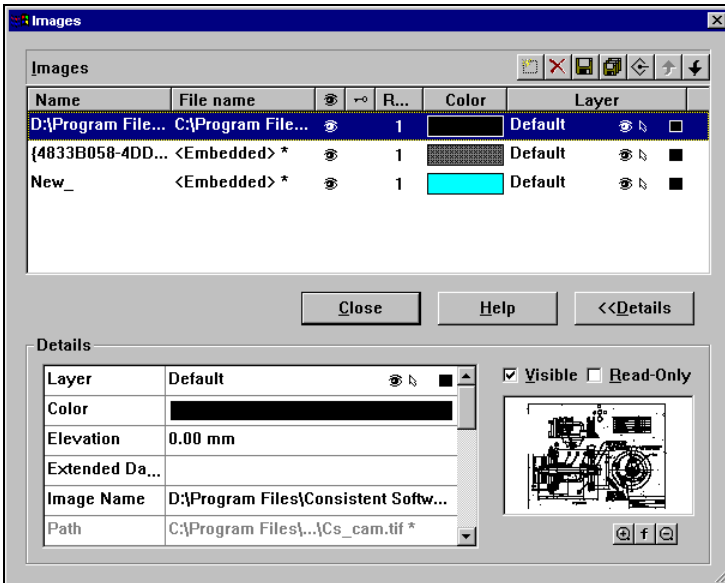 Images
Images
Name File name R... Color Layer
D:\Program File... C:\Program File... 1 Default
{4833B058-4DD... <Embedded> * 1 Default
New_ <Embedded> * 1 Default
Close Help <<Details
Details
Layer Default
Visible Read-Only
Color
Elevation 0.00 mm
Extended Da...
Image Name D:\Program Files\Consistent Softw...
Path C:\Program Files\...\Cs_cam.tif *
f